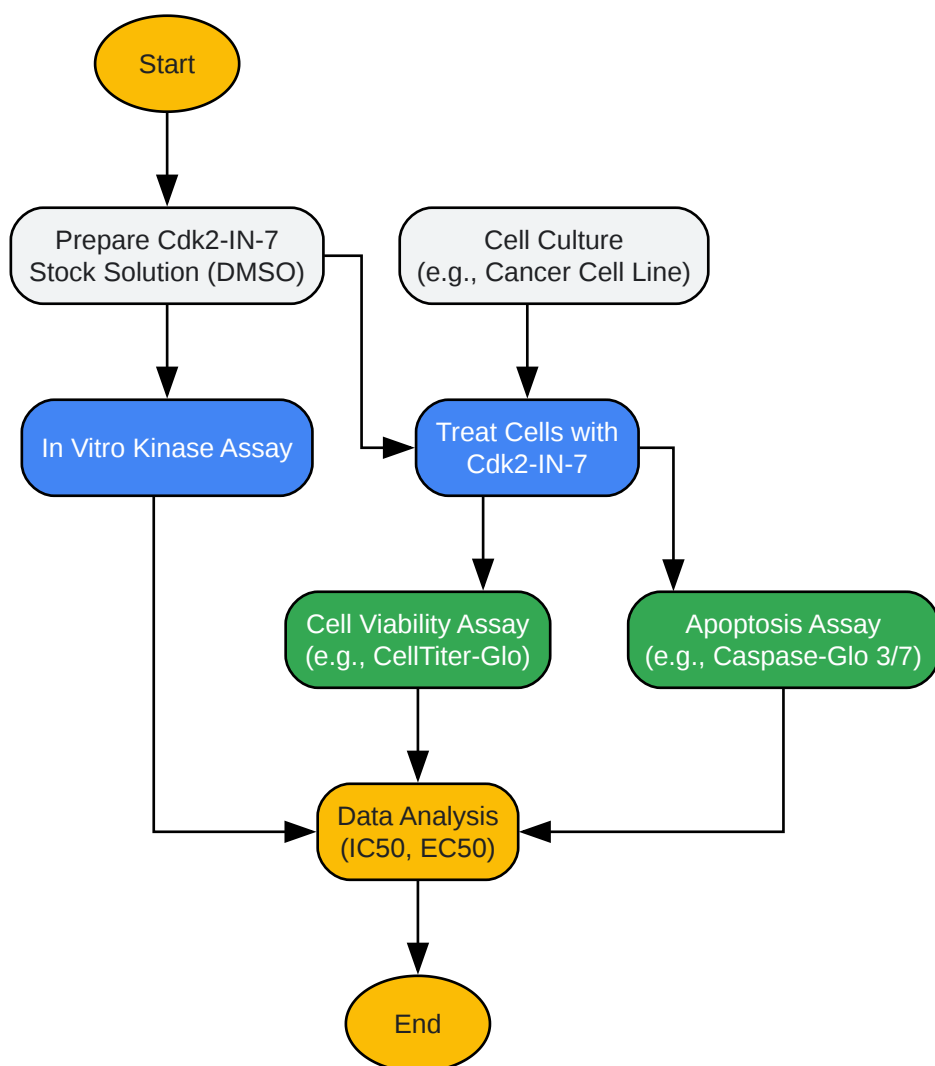 Start
Prepare Cdk2-IN-7
Stock Solution (DMSO)
Cell Culture
(e.g., Cancer Cell Line)
In Vitro Kinase Assay
Treat Cells with
Cdk2-IN-7
Cell Viability Assay
(e.g., CellTiter-Glo)
Apoptosis Assay
(e.g., Caspase-Glo 3/7)
Data Analysis
(IC50, EC50)
End